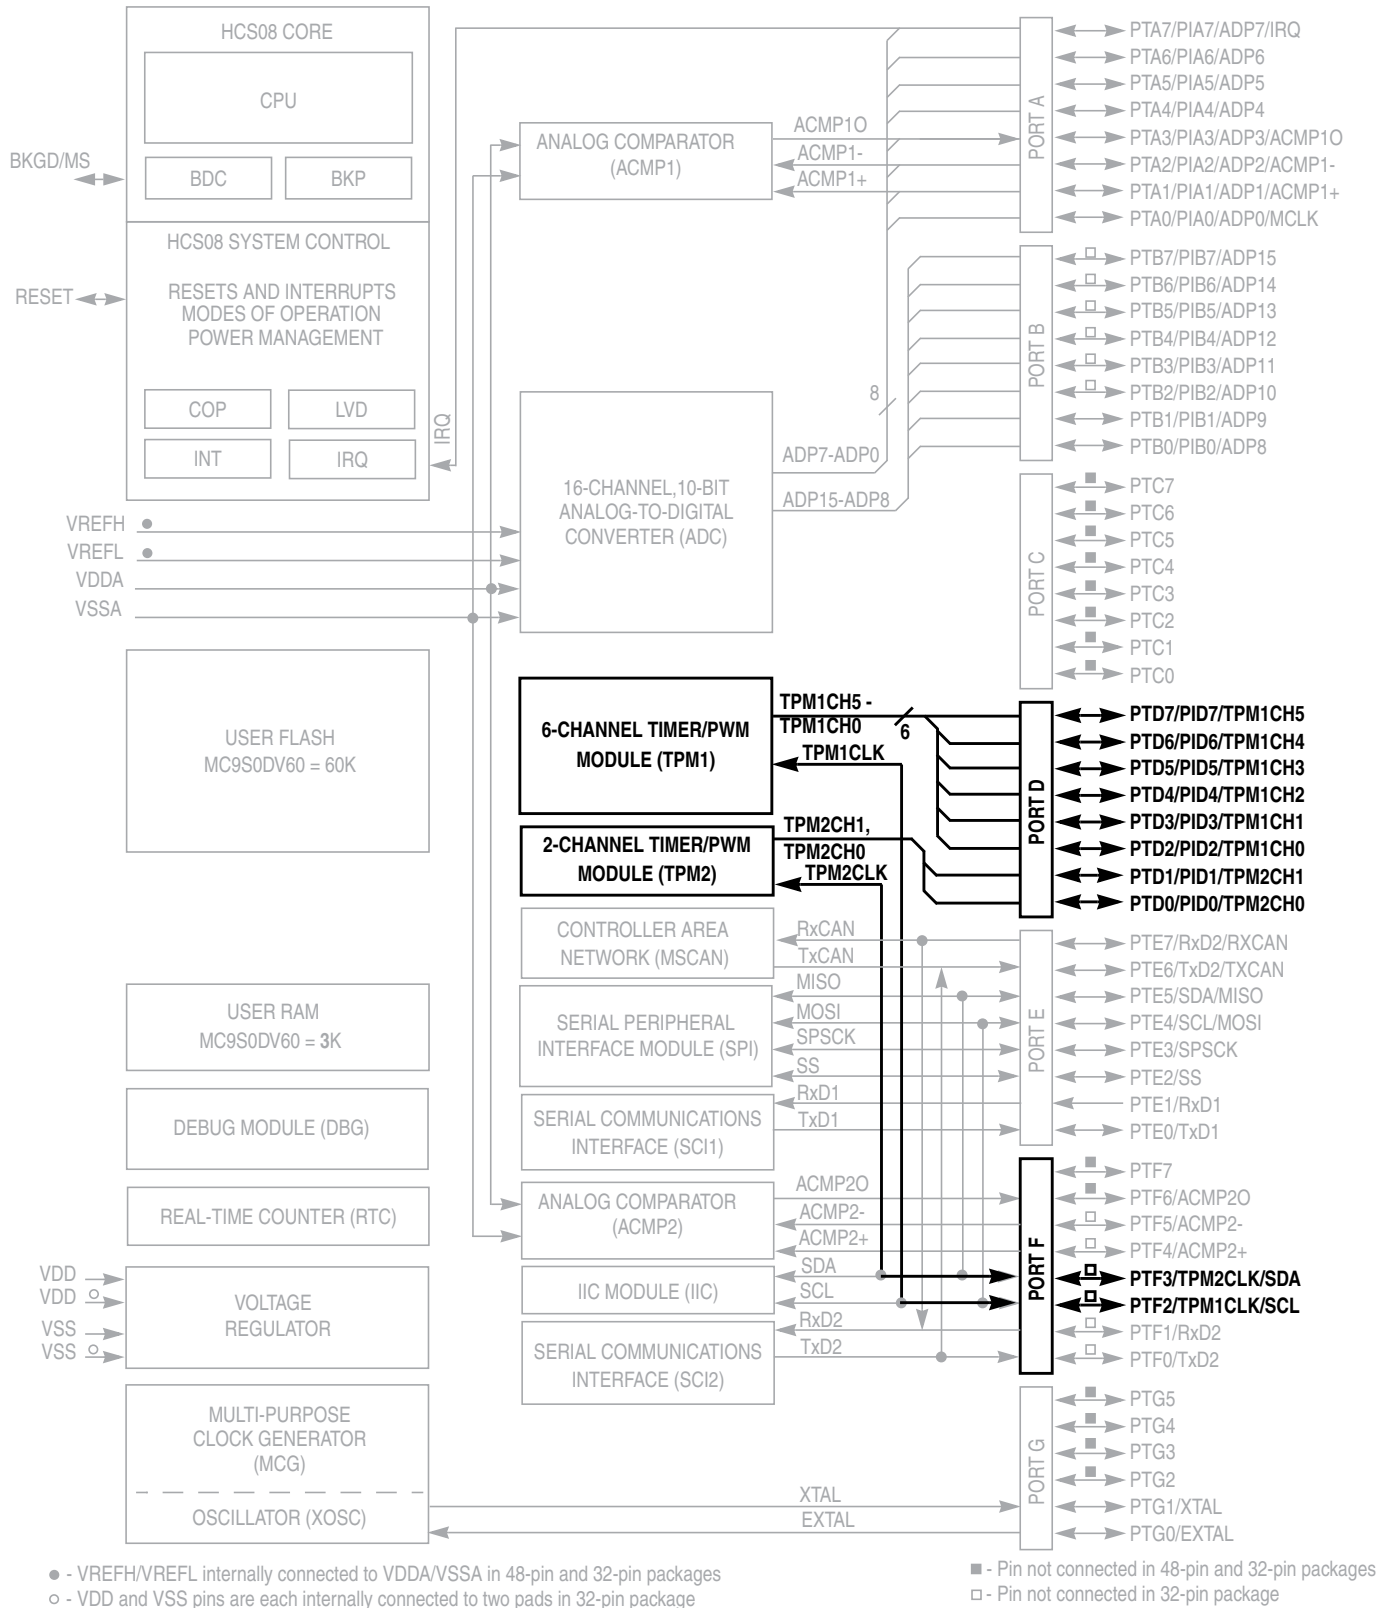 HCS08 CORE
CPU
BDC
BKP
BKGD/MS
HCS08 SYSTEM CONTROL
RESETS AND INTERRUPTS
MODES OF OPERATION
POWER MANAGEMENT
RESET
COP
LVD
INT
IRQ
IRQ
VREFH
VREFL
VDDA
VSSA
USER FLASH
MC9S0DV60 = 60K
USER RAM
MC9S0DV60 = 3K
DEBUG MODULE (DBG)
REAL-TIME COUNTER (RTC)
VDD
VDD
VSS
VSS
VOLTAGE
REGULATOR
MULTI-PURPOSE
CLOCK GENERATOR
(MCG)
OSCILLATOR (XOSC)
ANALOG COMPARATOR
(ACMP1)
ACMP1O
ACMP1-
ACMP1+
16-CHANNEL,10-BIT
ANALOG-TO-DIGITAL
CONVERTER (ADC)
8
ADP7-ADP0
ADP15-ADP8
6-CHANNEL TIMER/PWM
MODULE (TPM1)
TPM1CH5 -
TPM1CH0
6
TPM1CLK
2-CHANNEL TIMER/PWM
MODULE (TPM2)
TPM2CH1,
TPM2CH0
TPM2CLK
CONTROLLER AREA
NETWORK (MSCAN)
RxCAN
TxCAN
SERIAL PERIPHERAL
INTERFACE MODULE (SPI)
MISO
MOSI
SPSCK
SS
SERIAL COMMUNICATIONS
INTERFACE (SCI1)
RxD1
TxD1
ANALOG COMPARATOR
(ACMP2)
ACMP2O
ACMP2-
ACMP2+
IIC MODULE (IIC)
SDA
SCL
SERIAL COMMUNICATIONS
INTERFACE (SCI2)
RxD2
TxD2
XTAL
EXTAL
PORT A
PTA7/PIA7/ADP7/IRQ
PTA6/PIA6/ADP6
PTA5/PIA5/ADP5
PTA4/PIA4/ADP4
PTA3/PIA3/ADP3/ACMP1O
PTA2/PIA2/ADP2/ACMP1-
PTA1/PIA1/ADP1/ACMP1+
PTA0/PIA0/ADP0/MCLK
PORT B
PTB7/PIB7/ADP15
PTB6/PIB6/ADP14
PTB5/PIB5/ADP13
PTB4/PIB4/ADP12
PTB3/PIB3/ADP11
PTB2/PIB2/ADP10
PTB1/PIB1/ADP9
PTB0/PIB0/ADP8
PORT C
PTC7
PTC6
PTC5
PTC4
PTC3
PTC2
PTC1
PTC0
PORT D
PTD7/PID7/TPM1CH5
PTD6/PID6/TPM1CH4
PTD5/PID5/TPM1CH3
PTD4/PID4/TPM1CH2
PTD3/PID3/TPM1CH1
PTD2/PID2/TPM1CH0
PTD1/PID1/TPM2CH1
PTD0/PID0/TPM2CH0
PORT E
PTE7/RxD2/RXCAN
PTE6/TxD2/TXCAN
PTE5/SDA/MISO
PTE4/SCL/MOSI
PTE3/SPSCK
PTE2/SS
PTE1/RxD1
PTE0/TxD1
PORT F
PTF7
PTF6/ACMP2O
PTF5/ACMP2-
PTF4/ACMP2+
PTF3/TPM2CLK/SDA
PTF2/TPM1CLK/SCL
PTF1/RxD2
PTF0/TxD2
PORT G
PTG5
PTG4
PTG3
PTG2
PTG1/XTAL
PTG0/EXTAL
● - VREFH/VREFL internally connected to VDDA/VSSA in 48-pin and 32-pin packages
○ - VDD and VSS pins are each internally connected to two pads in 32-pin package
■ - Pin not connected in 48-pin and 32-pin packages
□ - Pin not connected in 32-pin package